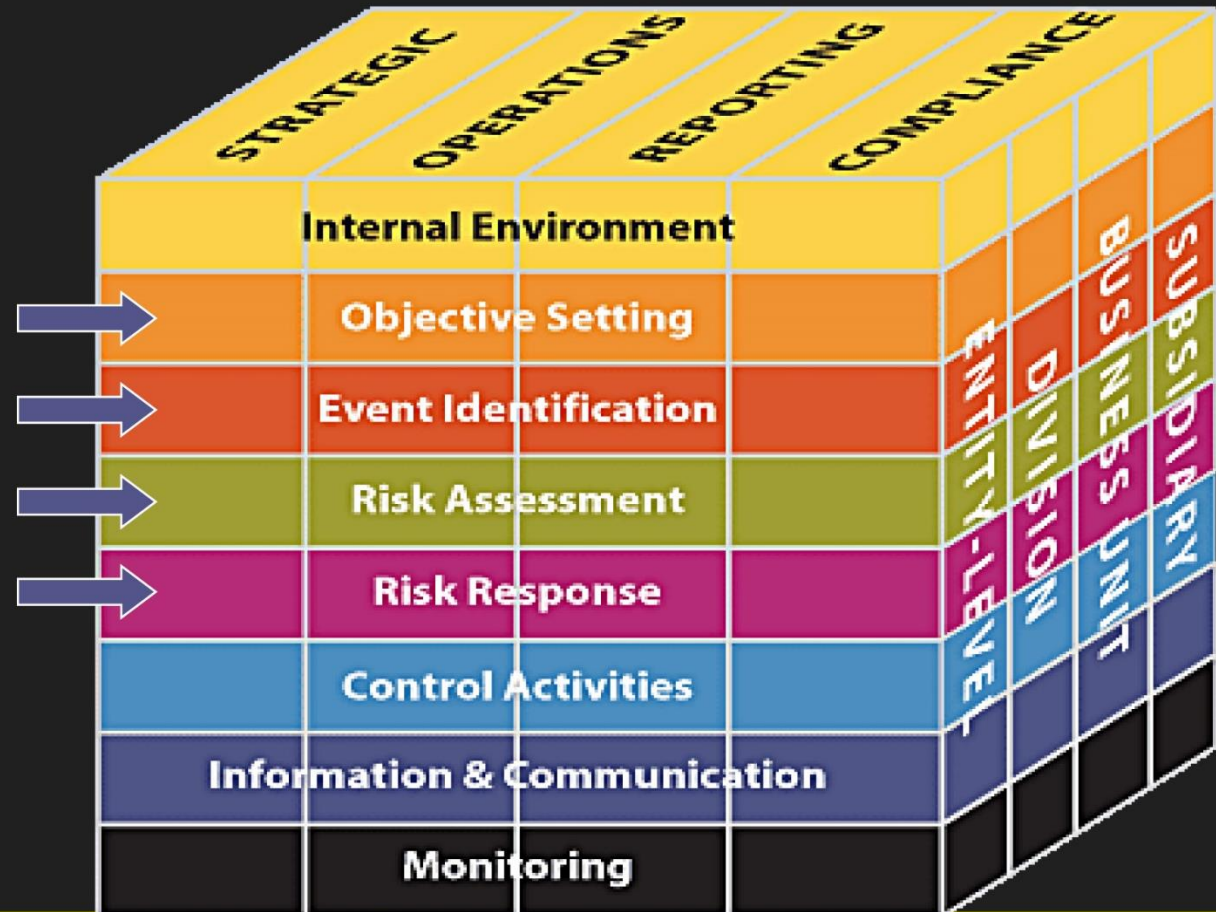 STRATEGIC
OPERATIONS
REPORTING
COMPLIANCE
Internal Environment
Objective Setting
Event Identification
Risk Assessment
Risk Response
Control Activities
Information & Communication
Monitoring
ENTITY-LEVEL
DIVISION
BUSINESS UNIT
SUBSIDIARY